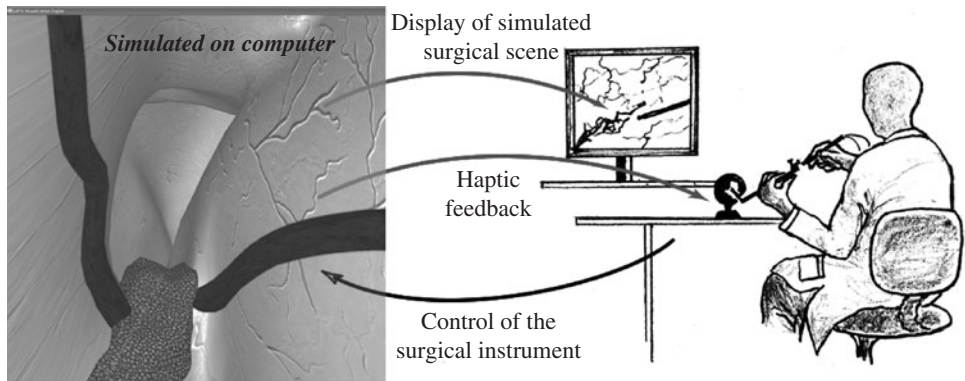 Simulated on computer
Display of simulated
surgical scene
Haptic
feedback
Control of the
surgical instrument